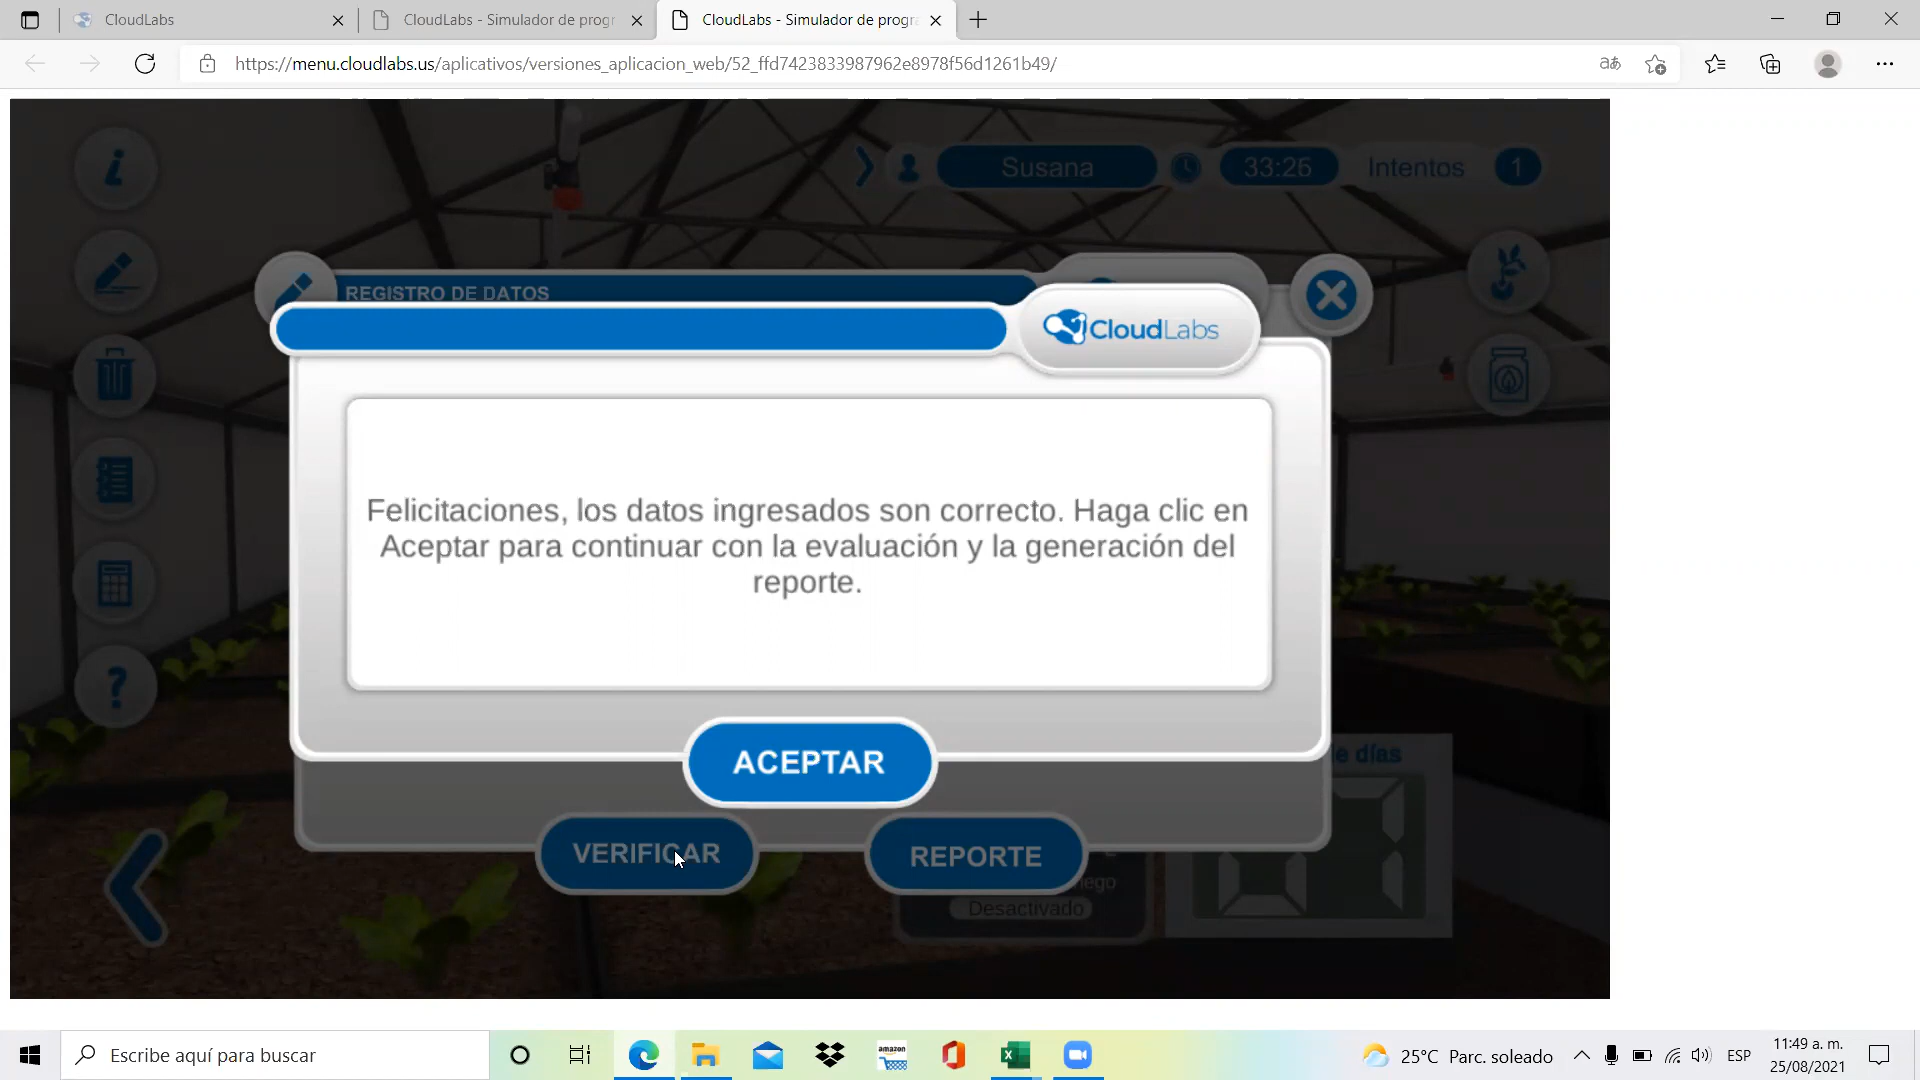 CloudLabs
CloudLabs - Simulador de progr
CloudLabs - Simulador de progra
https://menu.cloudlabs.us/aplicativos/versiones_aplicacion_web/52_ffd7423833987962e8978f56d1261b49/
Susana
33:25
Intentos
1
REGISTRO DE DATOS
CloudLabs
Felicitaciones, los datos ingresados son correcto. Haga clic en
Aceptar para continuar con la evaluación y la generación del
reporte.
ACEPTAR
e días
VERIFICAR
REPORTE
iego
Desactivado
Escribe aquí para buscar
amazon
25°C Parc. soleado
ESP
11:49 a. m.
25/08/2021